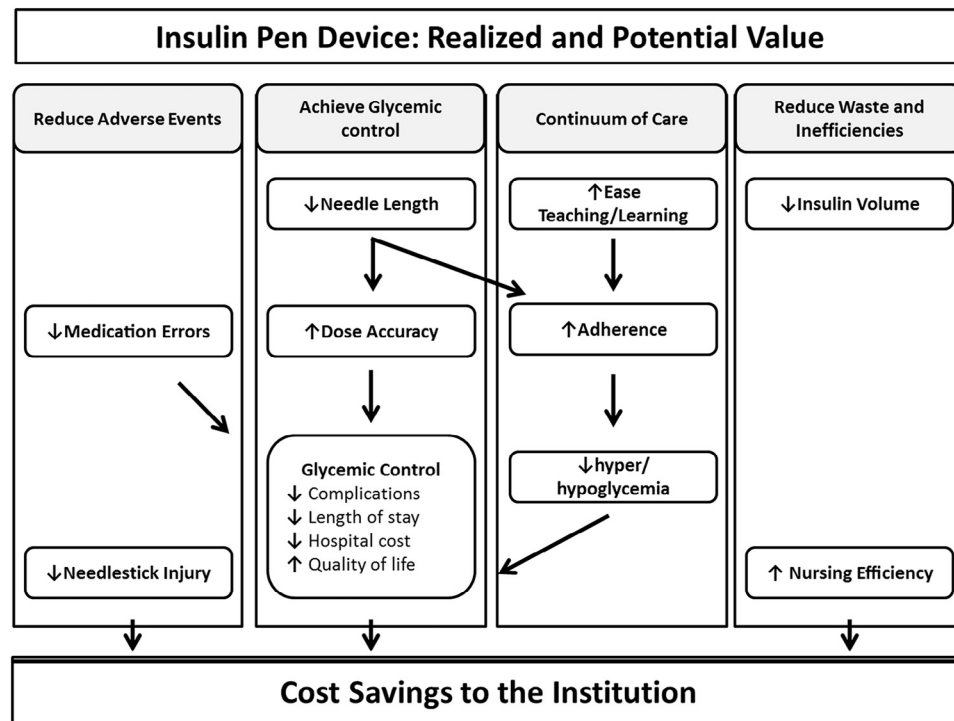 Insulin Pen Device: Realized and Potential Value
Reduce Adverse Events
Achieve Glycemic
control
Continuum of Care
Reduce Waste and
Inefficiencies
↓Needle Length
↑Ease
Teaching/Learning
↓Insulin Volume
↓Medication Errors
↑Dose Accuracy
↑Adherence
Glycemic Control
↓ Complications
↓ Length of stay
↓ Hospital cost
↑ Quality of life
↓hyper/
hypoglycemia
↓Needlestick Injury
↑ Nursing Efficiency
Cost Savings to the Institution